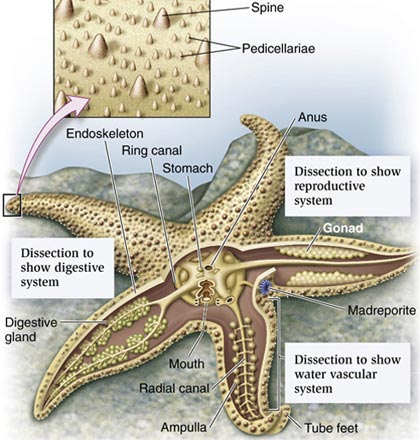 Spine
Pedicellariae
Anus
Endoskeleton
Ring canal
Stomach
Dissection to show
reproductive
system
Gonad
Dissection to
show digestive
system
Madreporite
Digestive
gland
Mouth
Dissection to show
water vascular
system
Radial canal
Ampulla
Tube feet